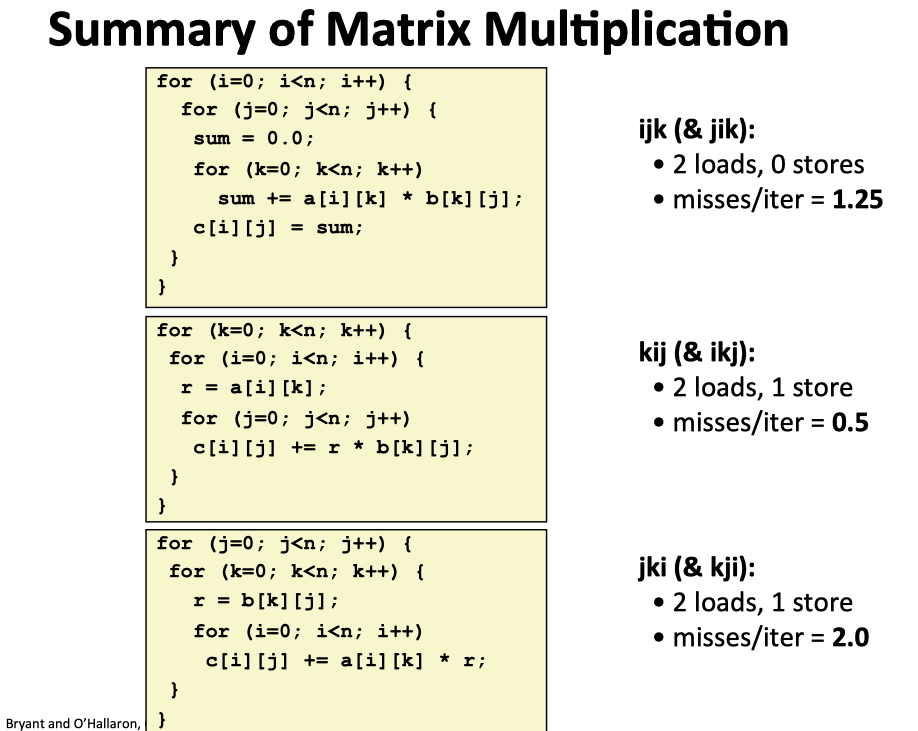 Summary of Matrix Multiplication
for (i=0; i<n; i++) {
for (j=0; j<n; j++) {
sum = 0.0;
for (k=0; k<n; k++)
sum += a[i][k] * b[k][j];
c[i][j] = sum;
}
}
ijk (& jik):
• 2 loads, 0 stores
• misses/iter = 1.25
for (k=0; k<n; k++) {
for (i=0; i<n; i++) {
r = a[i][k];
for (j=0; j<n; j++)
c[i][j] += r * b[k][j];
}
}
kij (& ikj):
• 2 loads, 1 store
• misses/iter = 0.5
for (j=0; j<n; j++) {
for (k=0; k<n; k++) {
r = b[k][j];
for (i=0; i<n; i++)
c[i][j] += a[i][k] * r;
}
}
jki (& kji):
• 2 loads, 1 store
• misses/iter = 2.0
Bryant and O’Hallaron,